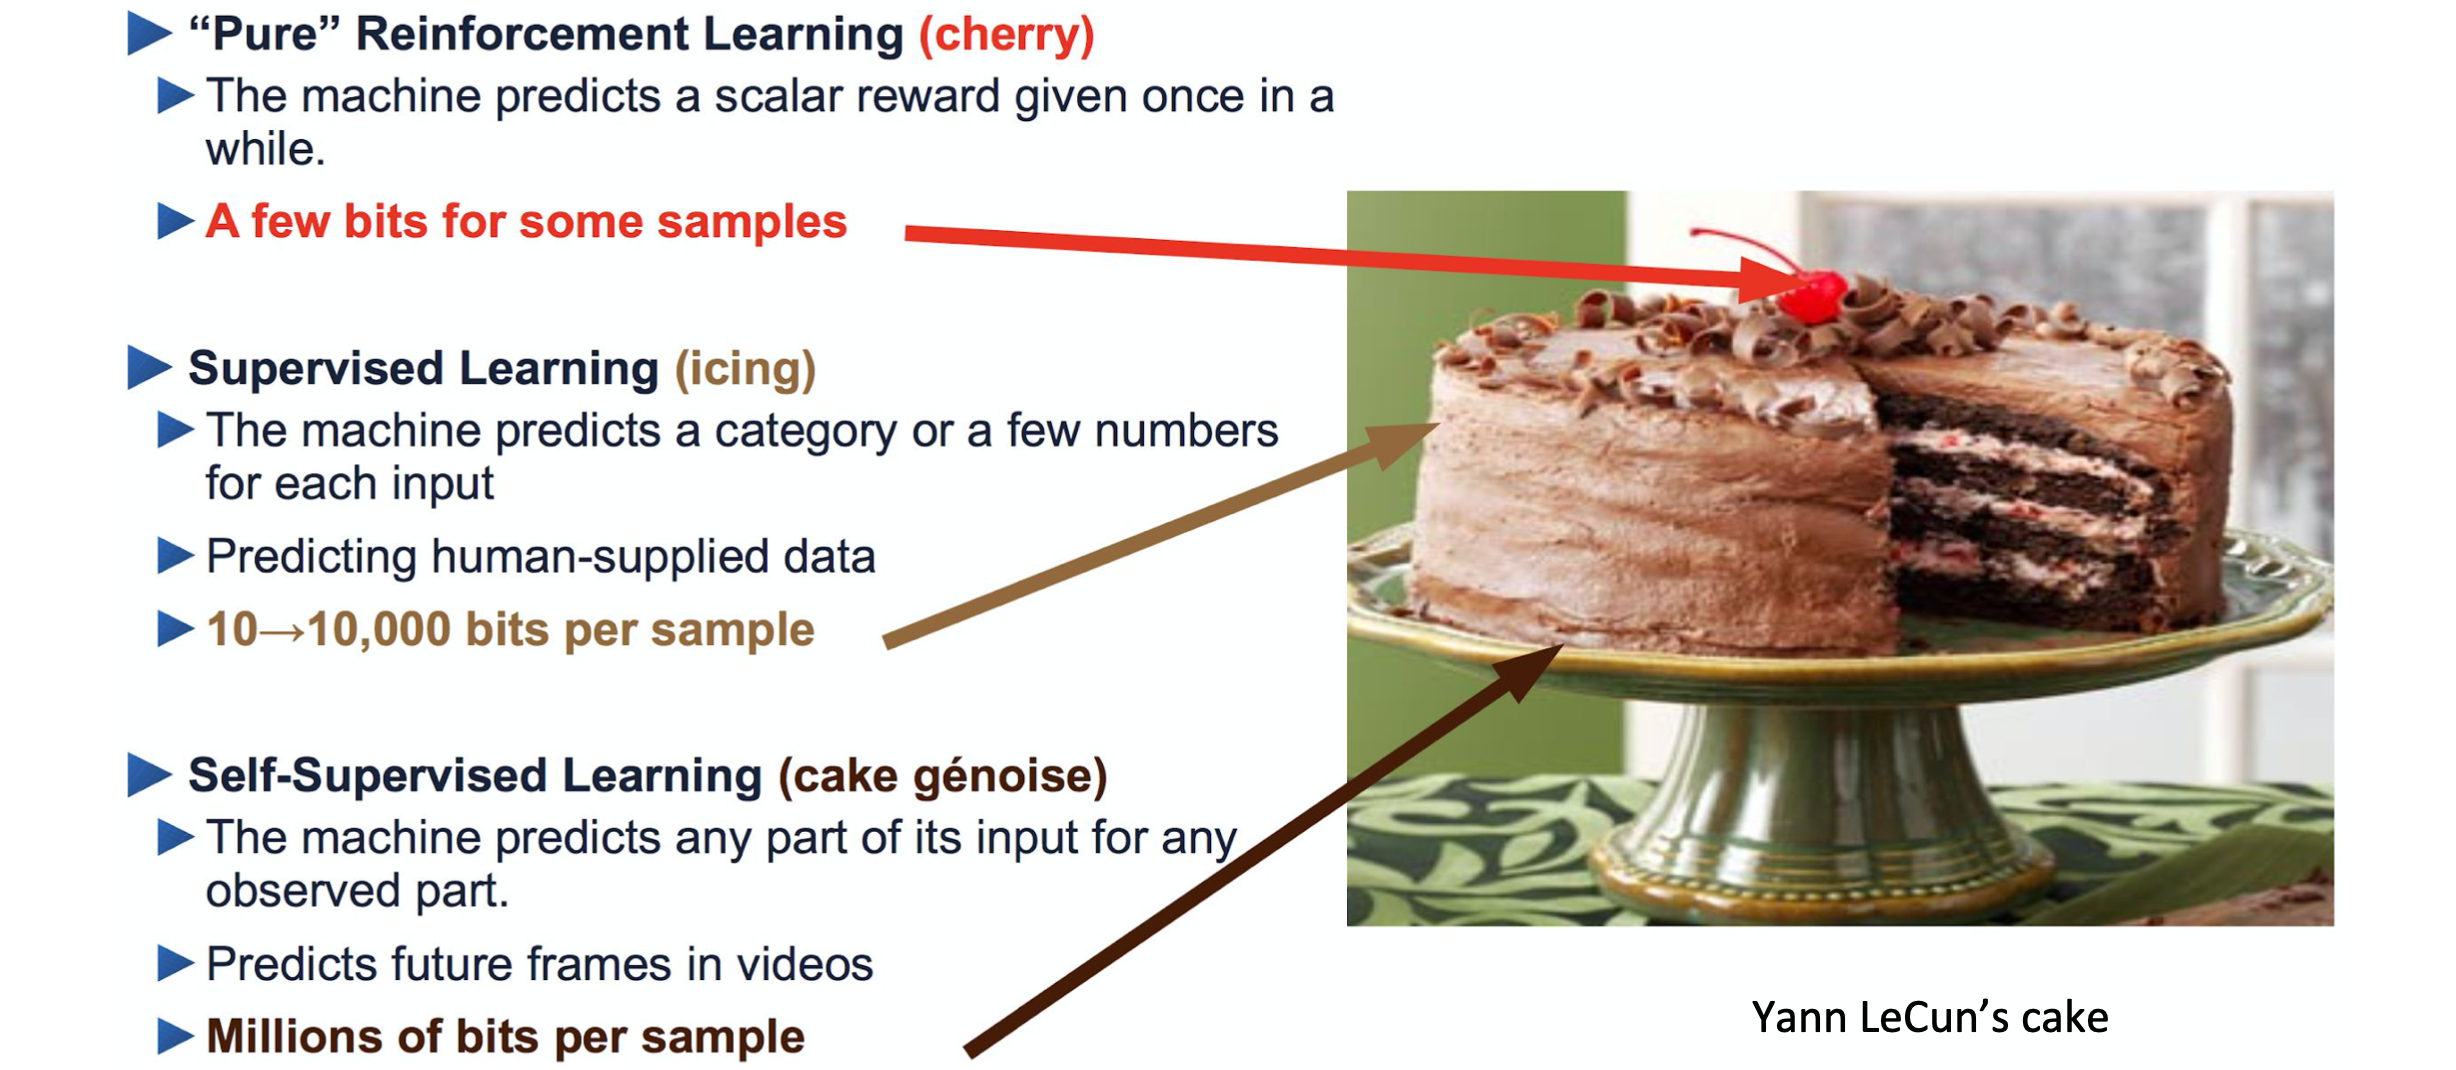 “Pure” Reinforcement Learning (cherry)
The machine predicts a scalar reward given once in a
while.
A few bits for some samples
Supervised Learning (icing)
The machine predicts a category or a few numbers
for each input
Predicting human-supplied data
10→10,000 bits per sample
Self-Supervised Learning (cake génoise)
The machine predicts any part of its input for any
observed part.
Predicts future frames in videos
Millions of bits per sample
Yann LeCun’s cake